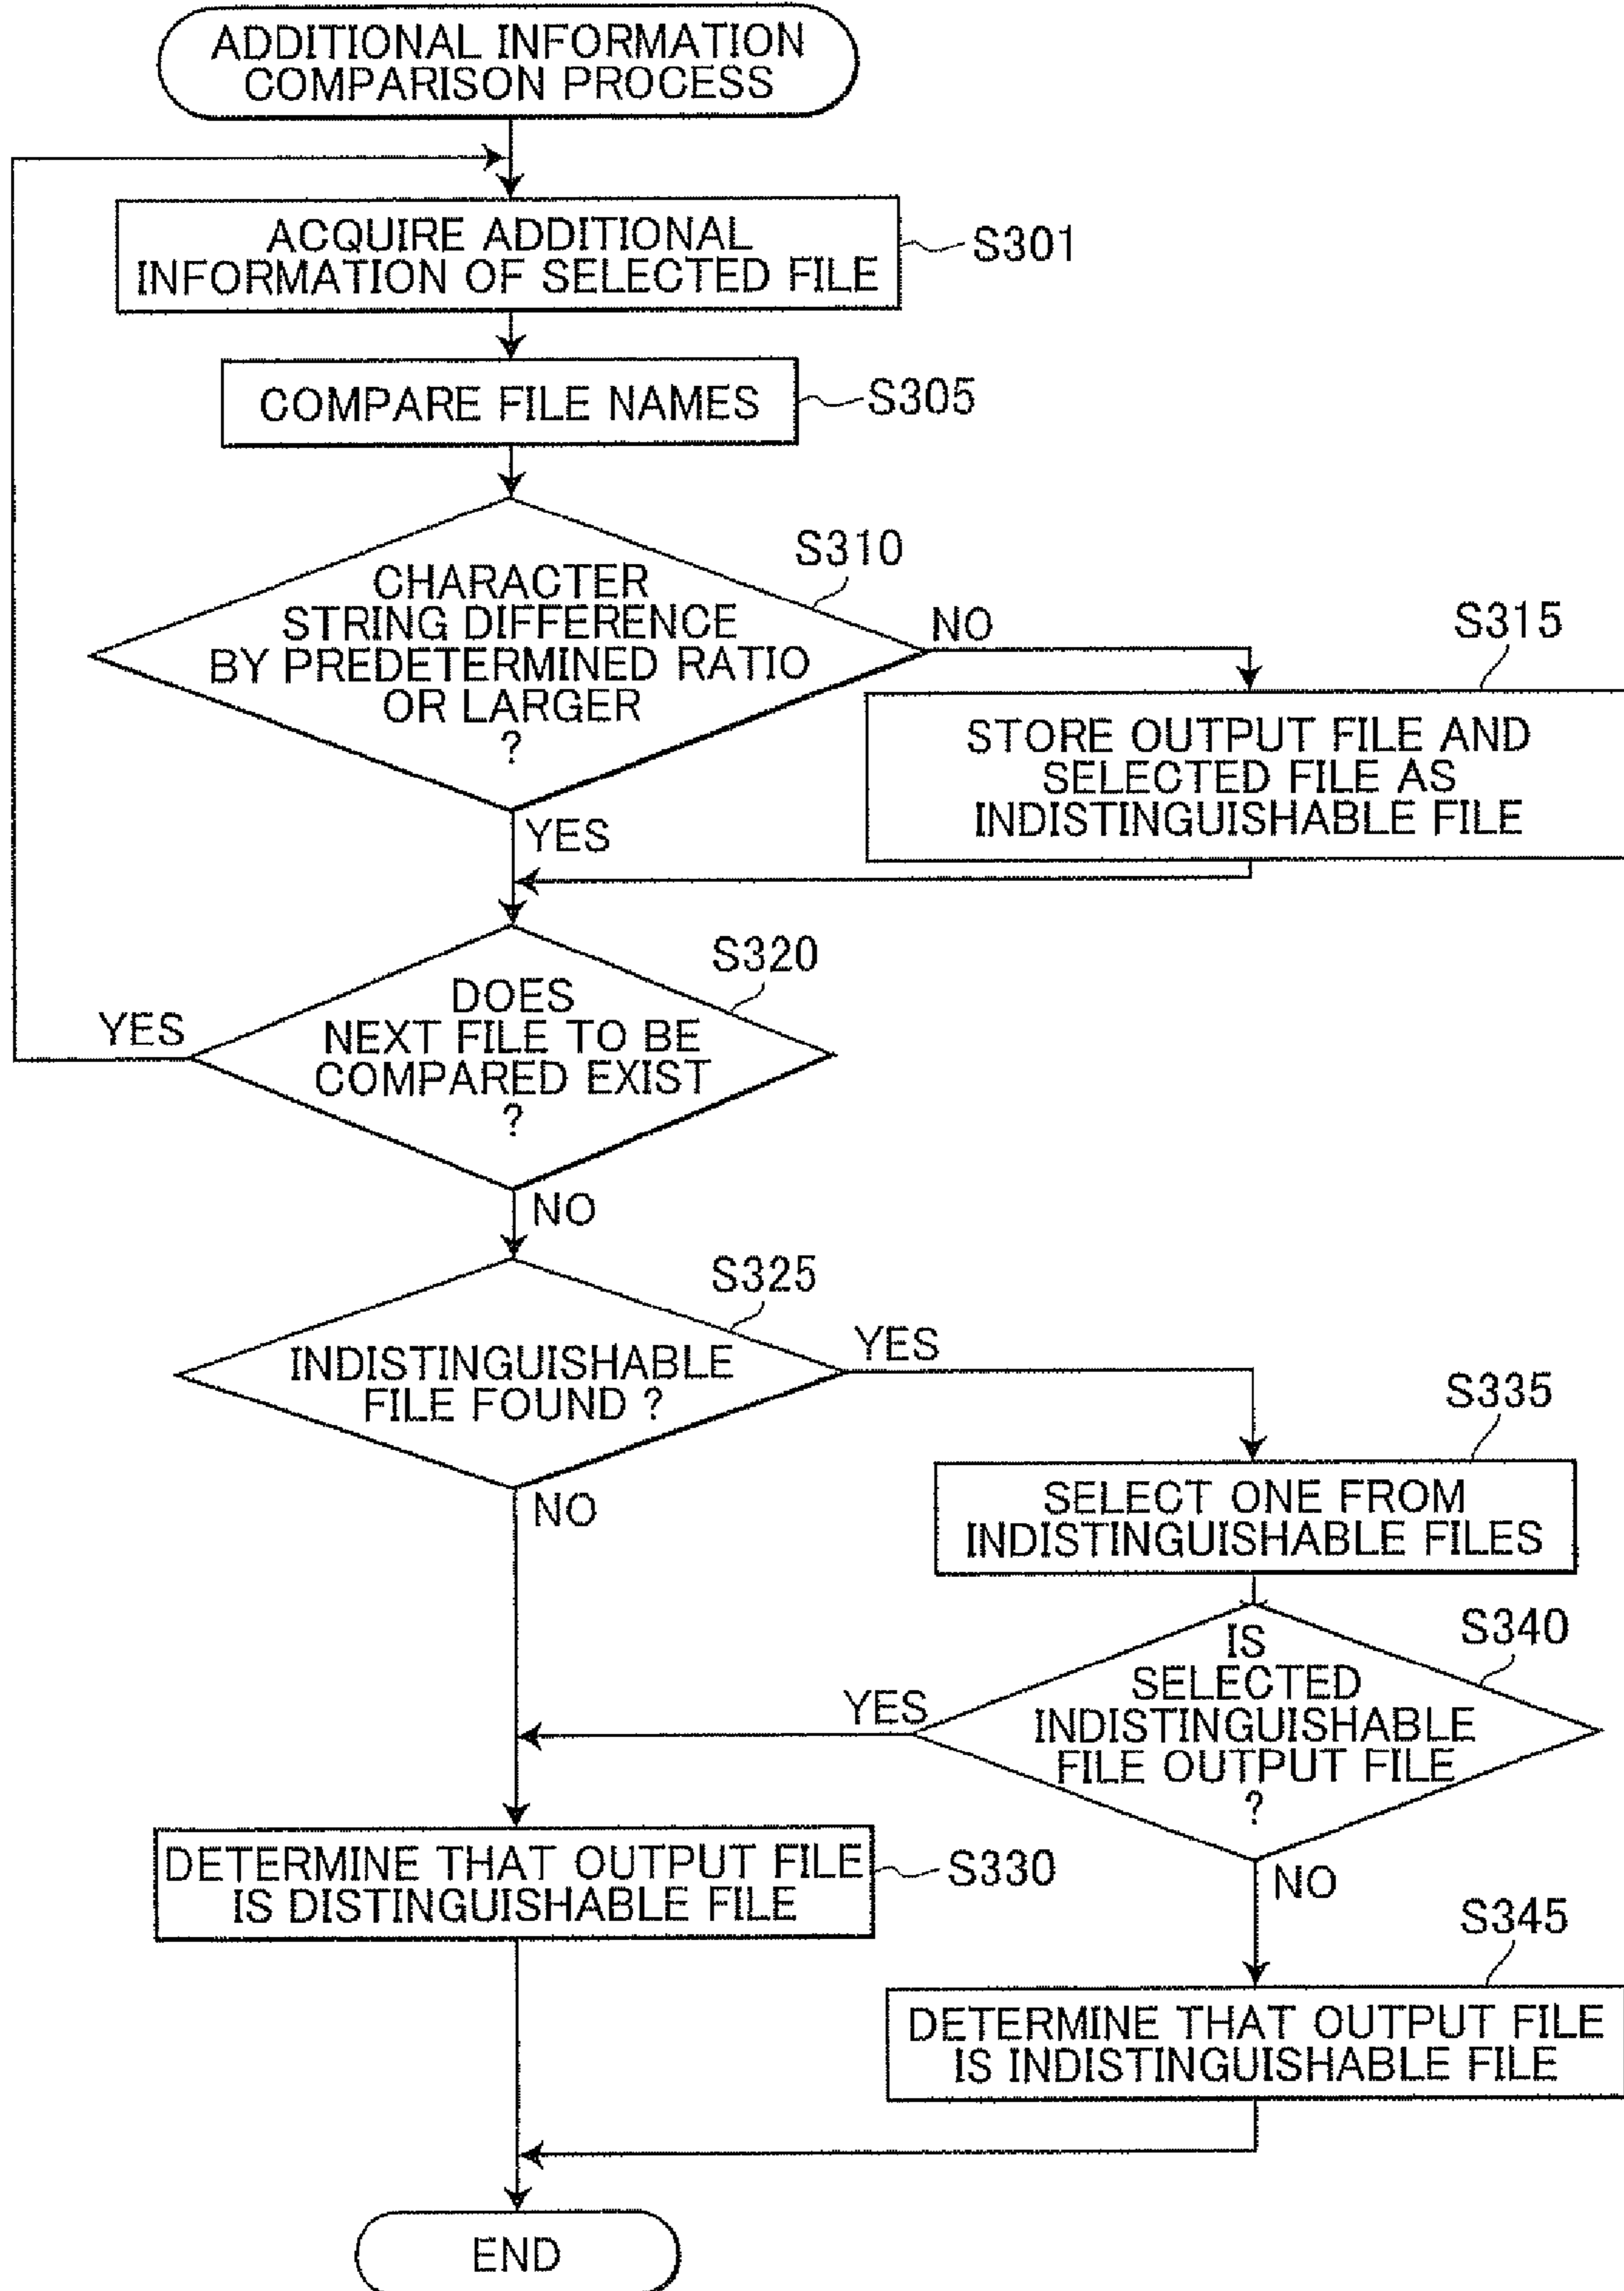 ADDITIONAL INFORMATION
COMPARISON PROCESS
ACQUIRE ADDITIONAL
INFORMATION OF SELECTED FILE
S301
COMPARE FILE NAMES
S305
S310
CHARACTER
STRING DIFFERENCE
BY PREDETERMINED RATIO
OR LARGER
?
NO
YES
S315
STORE OUTPUT FILE AND
SELECTED FILE AS
INDISTINGUISHABLE FILE
S320
DOES
NEXT FILE TO BE
COMPARED EXIST
?
YES
NO
S325
INDISTINGUISHABLE
FILE FOUND ?
YES
NO
S335
SELECT ONE FROM
INDISTINGUISHABLE FILES
S340
IS
SELECTED
INDISTINGUISHABLE
FILE OUTPUT FILE
?
YES
NO
DETERMINE THAT OUTPUT FILE
IS DISTINGUISHABLE FILE
S330
S345
DETERMINE THAT OUTPUT FILE
IS INDISTINGUISHABLE FILE
END